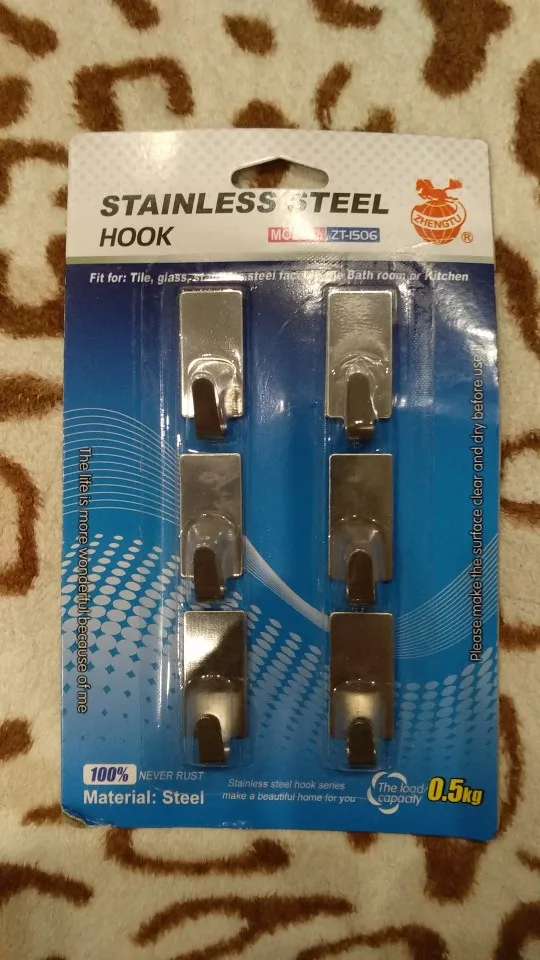 STAINLESS STEEL
HOOK
ZT-1506
ZHENGTU
®
Fit for: Tile, glass, stainless steel Bath room or Kitchen
The life is more wonderful because of me
Please make the surface clear and dry before use
100% NEVER RUST
Material: Steel
Stainless steel hook series
make a beautiful home for you
The load
capacity
0.5kg